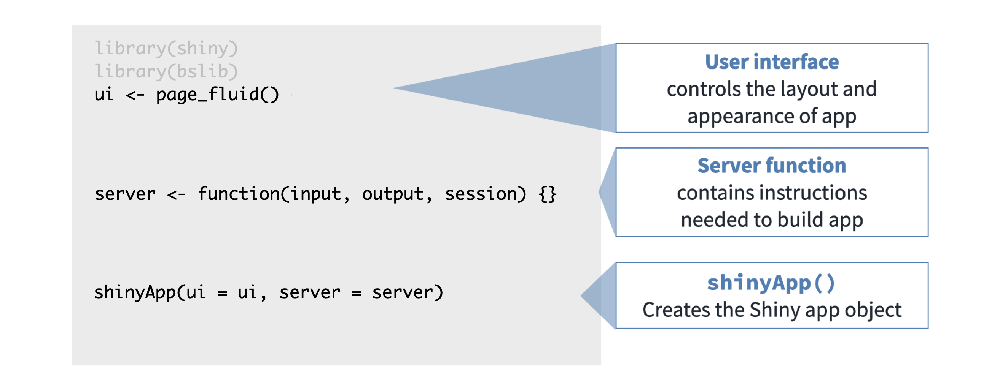 library(shiny)
library(bslib)
ui <- page_fluid()
server <- function(input, output, session) {}
shinyApp(ui = ui, server = server)
User interface
controls the layout and
appearance of app
Server function
contains instructions
needed to build app
shinyApp()
Creates the Shiny app object